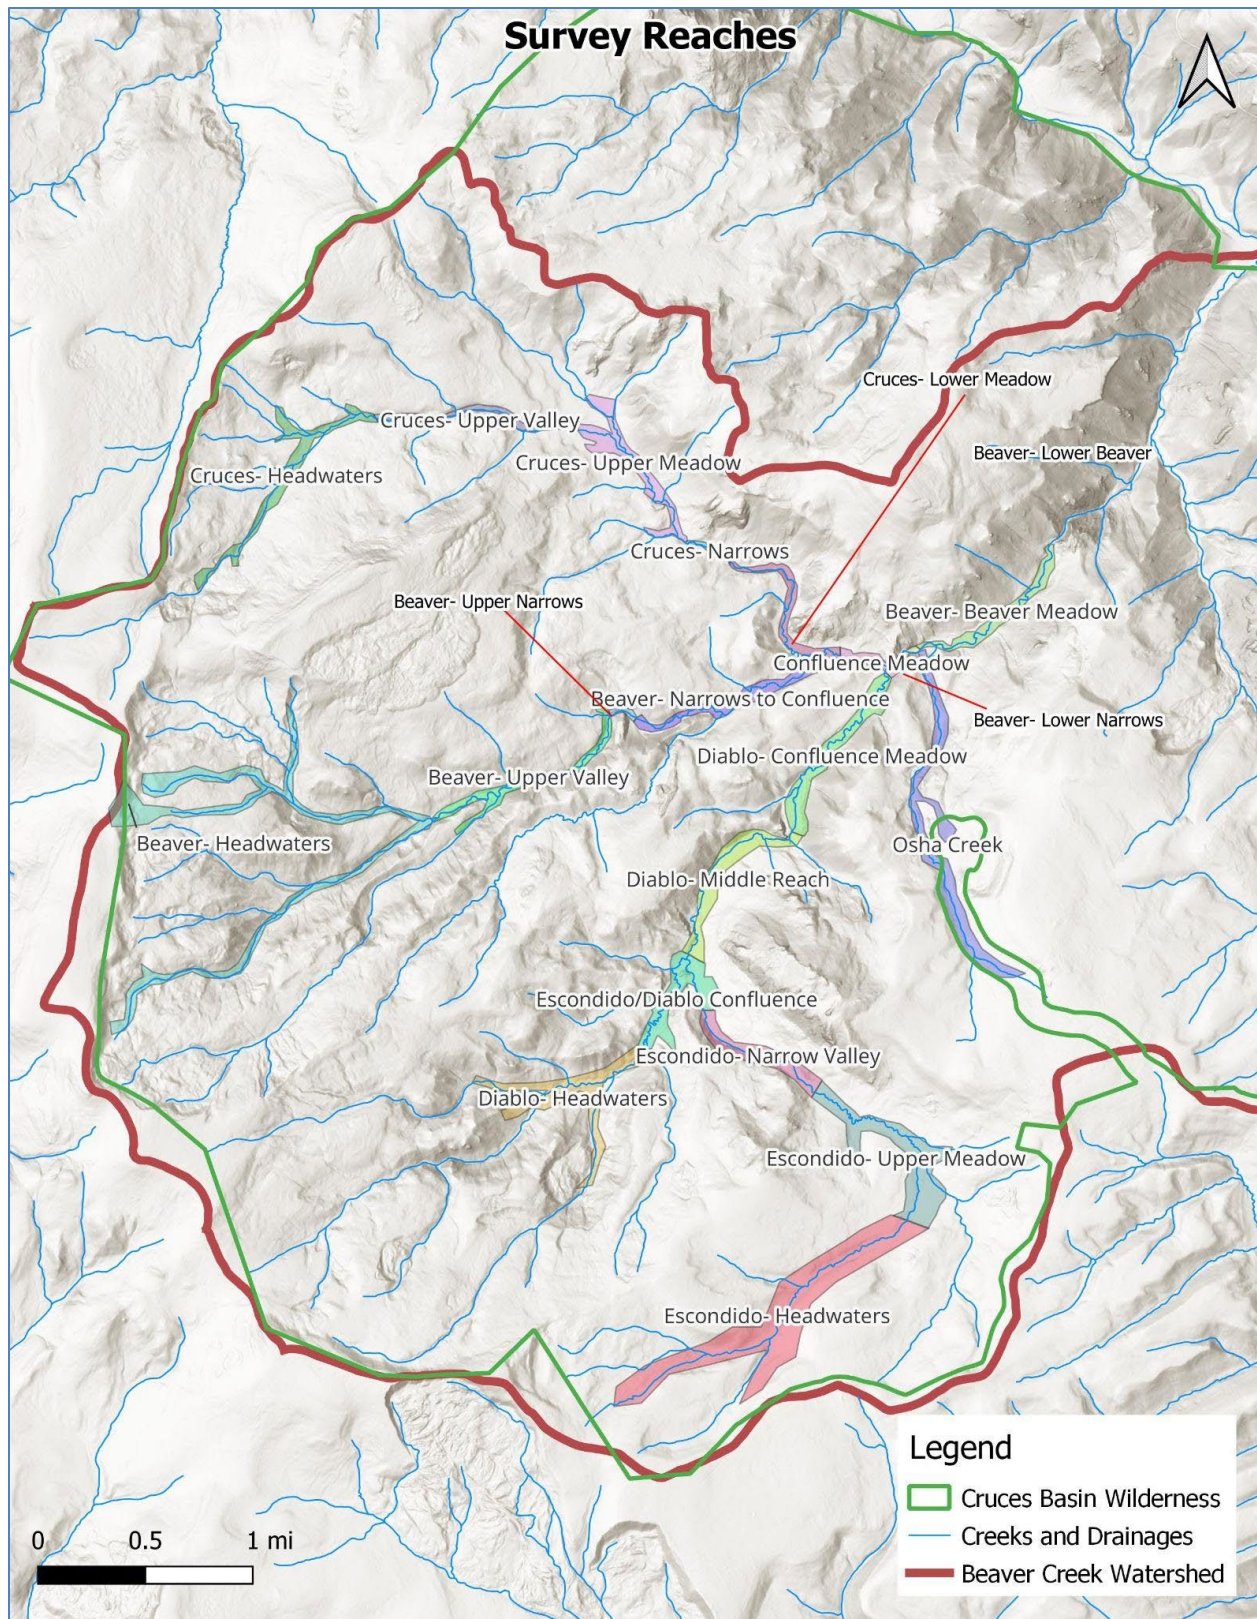 Survey Reaches
Cruces- Lower Meadow
Cruces- Upper Valley
Beaver- Lower Beaver
Cruces- Upper Meadow
Cruces- Headwaters
Cruces- Narrows
Beaver- Upper Narrows
Beaver- Beaver Meadow
Confluence Meadow
Beaver- Narrows to Confluence
Beaver- Lower Narrows
Diablo- Confluence Meadow
Beaver- Upper Valley
Beaver- Headwaters
Osha Creek
Diablo- Middle Reach
Escondido/Diablo Confluence
Escondido- Narrow Valley
Diablo- Headwaters
Escondido- Upper Meadow
Escondido- Headwaters
Legend
Cruces Basin Wilderness
Creeks and Drainages
Beaver Creek Watershed
0 0.5 1 mi